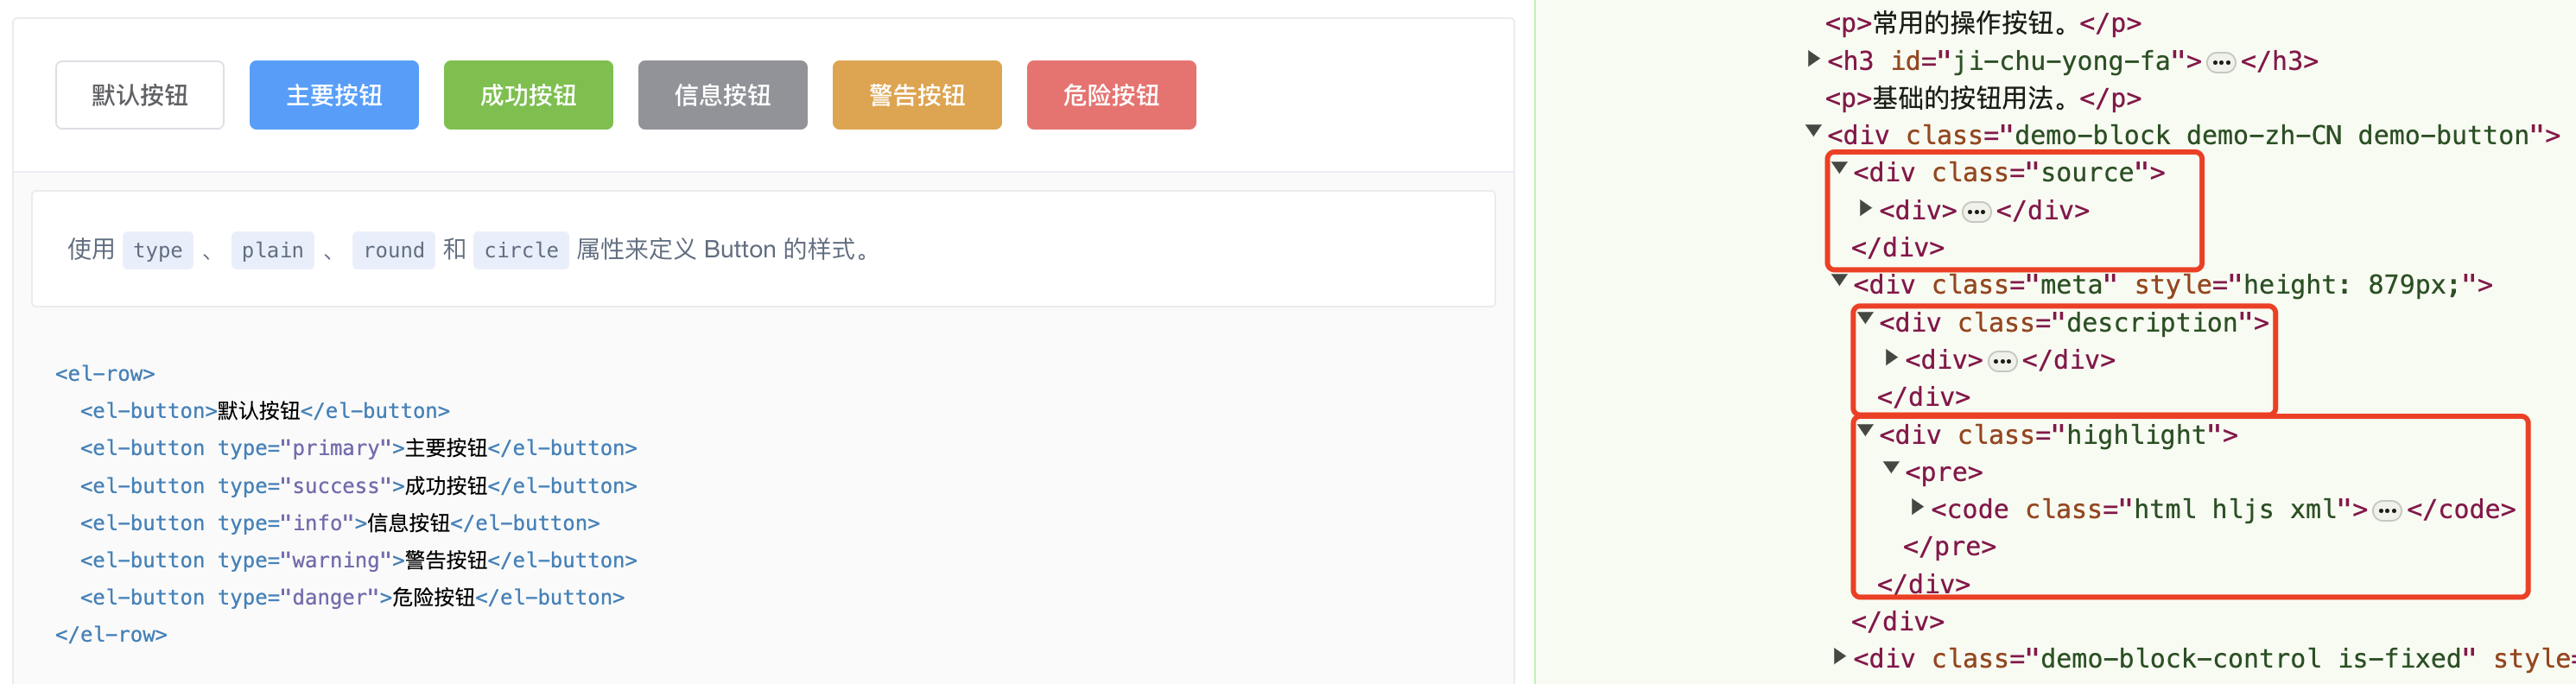 默认按钮 主要按钮 成功按钮 信息按钮 警告按钮 危险按钮
使用 type 、 plain 、 round 和 circle 属性来定义 Button 的样式。
<el-row>
<el-button>默认按钮</el-button>
<el-button type="primary">主要按钮</el-button>
<el-button type="success">成功按钮</el-button>
<el-button type="info">信息按钮</el-button>
<el-button type="warning">警告按钮</el-button>
<el-button type="danger">危险按钮</el-button>
</el-row>
<p>常用的操作按钮。</p>
<h3 id="ji-chu-yong-fa">…</h3>
<p>基础的按钮用法。</p>
<div class="demo-block demo-zh-CN demo-button">
<div class="source">
<div>…</div>
</div>
<div class="meta" style="height: 879px;">
<div class="description">
<div>…</div>
</div>
<div class="highlight">
<pre>
<code class="html hljs xml">…</code>
</pre>
</div>
</div>
<div class="demo-block-control is-fixed" style=